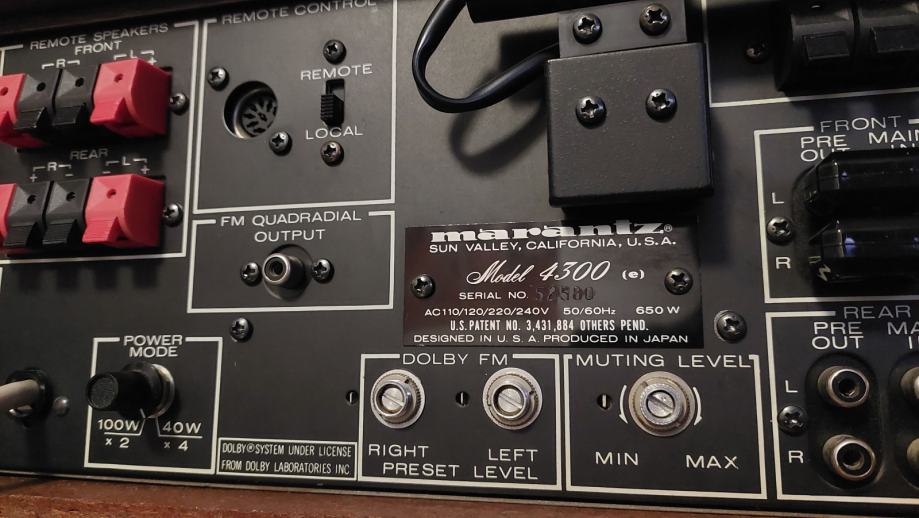 REMOTE SPEAKERS
FRONT
R L
+ - - +
REAR
R L
+ - - +
REMOTE CONTROL
REMOTE
LOCAL
FM QUADRADIAL
OUTPUT
POWER
MODE
100W
x 2
40W
x 4
DOLBY®SYSTEM UNDER LICENSE
FROM DOLBY LABORATORIES INC
marantz®
SUN VALLEY, CALIFORNIA, U.S.A.
Model 4300 (e)
SERIAL NO.
AC110/120/220/240V 50/60Hz 650W
U.S. PATENT NO. 3,431,884 OTHERS PEND.
DESIGNED IN U.S.A. PRODUCED IN JAPAN
DOLBY FM
RIGHT LEFT
PRESET LEVEL
MUTING LEVEL
MIN MAX
FRONT
PRE
OUT
L
R
REAR
PRE
OUT
L
R